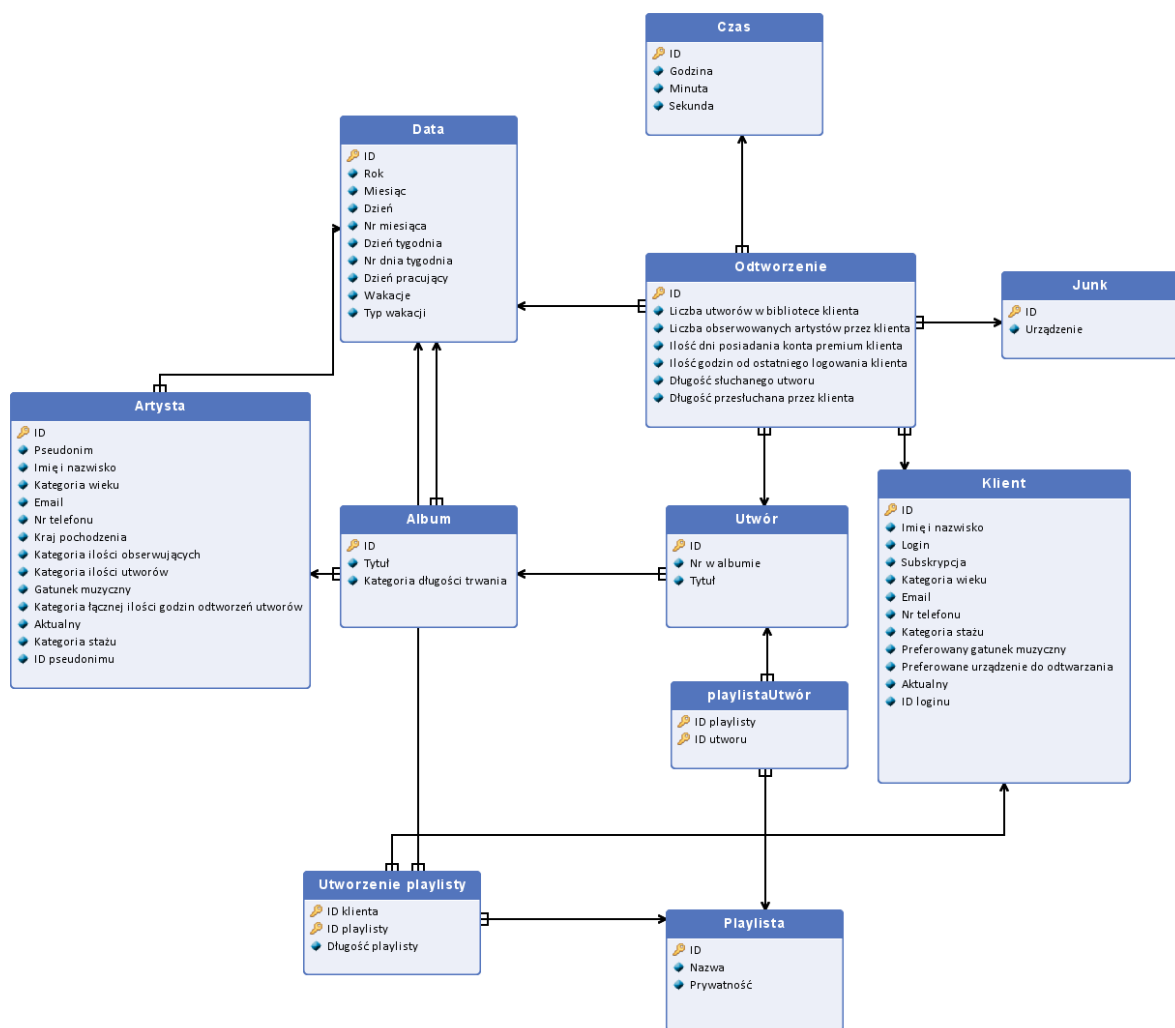 Czas
ID
Godzina
Minuta
Sekunda
Data
ID
Rok
Miesiąc
Dzień
Nr miesiąca
Dzień tygodnia
Nr dnia tygodnia
Dzień pracujący
Wakacje
Typ wakacji
Odtworzenie
ID
Liczba utworów w bibliotece klienta
Liczba obserwowanych artystów przez klienta
Ilość dni posiadania konta premium klienta
Ilość godzin od ostatniego logowania klienta
Długość słuchanego utworu
Długość przesłuchana przez klienta
Junk
ID
Urządzenie
Artysta
ID
Pseudonim
Imię i nazwisko
Kategoria wieku
Email
Nr telefonu
Kraj pochodzenia
Kategoria ilości obserwujących
Kategoria ilości utworów
Gatunek muzyczny
Kategoria łącznej ilości godzin odtworzeń utworów
Aktualny
Kategoria stażu
ID pseudonimu
Album
ID
Tytuł
Kategoria długości trwania
Utwór
ID
Nr w albumie
Tytuł
Klient
ID
Imię i nazwisko
Login
Subskrypcja
Kategoria wieku
Email
Nr telefonu
Kategoria stażu
Preferowany gatunek muzyczny
Preferowane urządzenie do odtwarzania
Aktualny
ID loginu
playlistaUtwór
ID playlisty
ID utworu
Utworzenie playlisty
ID klienta
ID playlisty
Długość playlisty
Playlista
ID
Nazwa
Prywatność